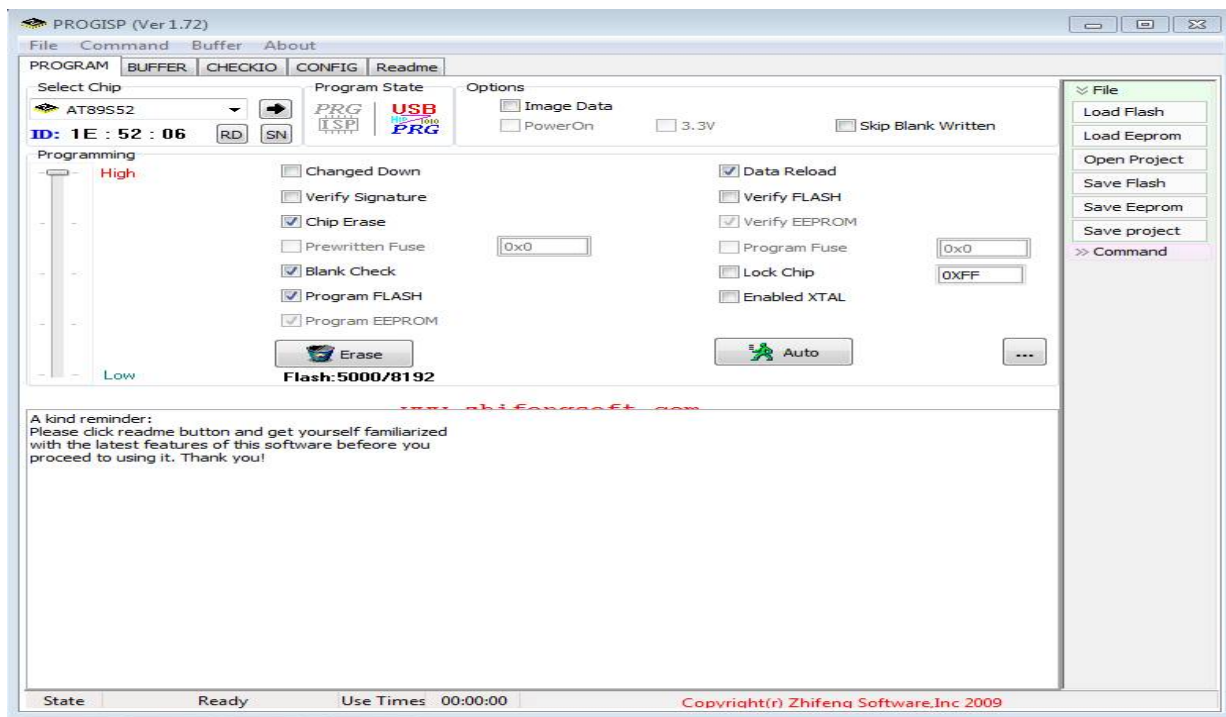 PROGISP (Ver 1.72)
File Command Buffer About
PROGRAM BUFFER CHECKIO CONFIG Readme
Select Chip
AT89S52
ID: 1E : 52 : 06 RD SN
Program State
PRG ISP
USB
PRG
Options
Image Data
PowerOn 3.3V Skip Blank Written
Programming
High
Low
Changed Down
Verify Signature
Chip Erase
Prewritten Fuse 0x0
Blank Check
Program FLASH
Program EEPROM
Erase
Flash:5000/8192
Data Reload
Verify FLASH
Verify EEPROM
Program Fuse 0x0
Lock Chip 0XFF
Enabled XTAL
Auto ...
File
Load Flash
Load Eeprom
Open Project
Save Flash
Save Eeprom
Save project
Command
www.zhifengsoft.com
A kind reminder:
Please click readme button and get yourself familiarized
with the latest features of this software befeore you
proceed to using it. Thank you!
State Ready Use Times 00:00:00 Copyright(r) Zhifeng Software,Inc 2009